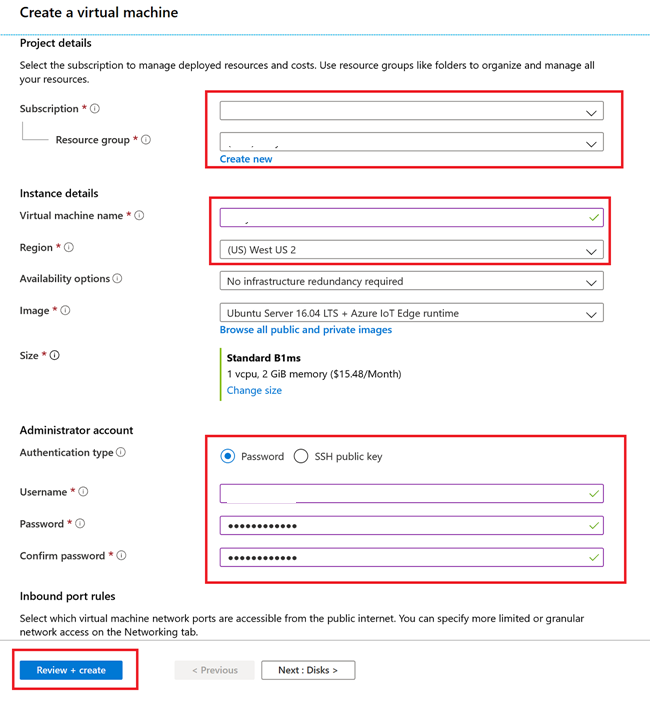 Create a virtual machine
Project details
Select the subscription to manage deployed resources and costs. Use resource groups like folders to organize and manage all
your resources.
Subscription *
Resource group *
Create new
Instance details
Virtual machine name *
Region *
(US) West US 2
Availability options
No infrastructure redundancy required
Image *
Ubuntu Server 16.04 LTS + Azure IoT Edge runtime
Browse all public and private images
Size *
Standard B1ms
1 vcpu, 2 GiB memory ($15.48/Month)
Change size
Administrator account
Authentication type
Password SSH public key
Username *
Password *
••••••••••••
Confirm password *
••••••••••••
Inbound port rules
Select which virtual machine network ports are accessible from the public internet. You can specify more limited or granular
network access on the Networking tab.
Review + create < Previous Next : Disks >